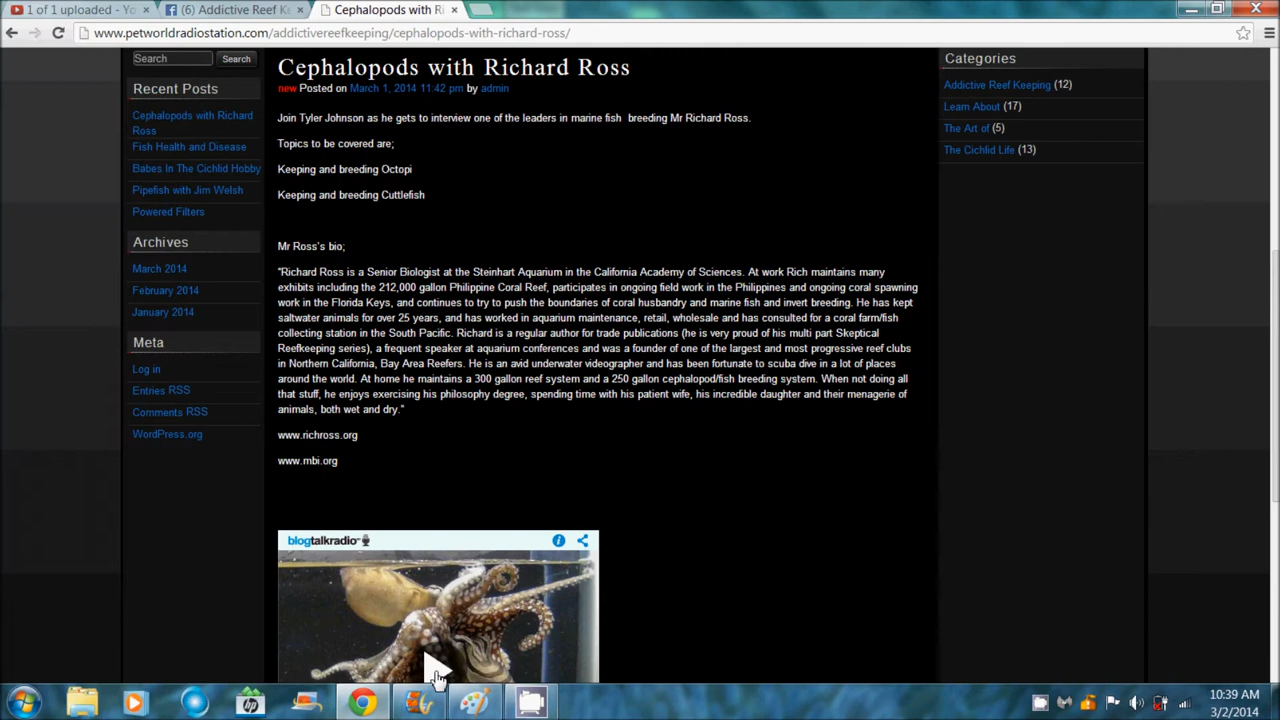 1 of 1 uploaded - Yo
(6) Addictive Reef Ke
Cephalopods with Ri
www.petworldradiostation.com/addictivereefkeeping/cephalopods-with-richard-ross/
Search
Search
Recent Posts
Cephalopods with Richard
Ross
Fish Health and Disease
Babes In The Cichlid Hobby
Pipefish with Jim Welsh
Powered Filters
Archives
March 2014
February 2014
January 2014
Meta
Log in
Entries RSS
Comments RSS
WordPress.org
Cephalopods with Richard Ross
new Posted on March 1, 2014 11:42 pm by admin
Join Tyler Johnson as he gets to interview one of the leaders in marine fish breeding Mr Richard Ross.
Topics to be covered are;
Keeping and breeding Octopi
Keeping and breeding Cuttlefish
Mr Ross's bio;
"Richard Ross is a Senior Biologist at the Steinhart Aquarium in the California Academy of Sciences. At work Rich maintains many
exhibits including the 212,000 gallon Philippine Coral Reef, participates in ongoing field work in the Philippines and ongoing coral spawning
work in the Florida Keys, and continues to try to push the boundaries of coral husbandry and marine fish and invert breeding. He has kept
saltwater animals for over 25 years, and has worked in aquarium maintenance, retail, wholesale and has consulted for a coral farm/fish
collecting station in the South Pacific. Richard is a regular author for trade publications (he is very proud of his multi part Skeptical
Reefkeeping series), a frequent speaker at aquarium conferences and was a founder of one of the largest and most progressive reef clubs
in Northern California, Bay Area Reefers. He is an avid underwater videographer and has been fortunate to scuba dive in a lot of places
around the world. At home he maintains a 300 gallon reef system and a 250 gallon cephalopod/fish breeding system. When not doing all
that stuff, he enjoys exercising his philosophy degree, spending time with his patient wife, his incredible daughter and their menagerie of
animals, both wet and dry."
www.richross.org
www.mbi.org
blogtalkradio
Categories
Addictive Reef Keeping (12)
Learn About (17)
The Art of (5)
The Cichlid Life (13)
10:39 AM
3/2/2014